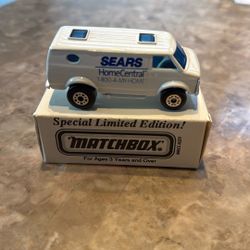 SEARS
HomeCentral
1-800-4-MY-HOME
Special Limited Edition!
MATCHBOX
For Ages 3 Years and Over